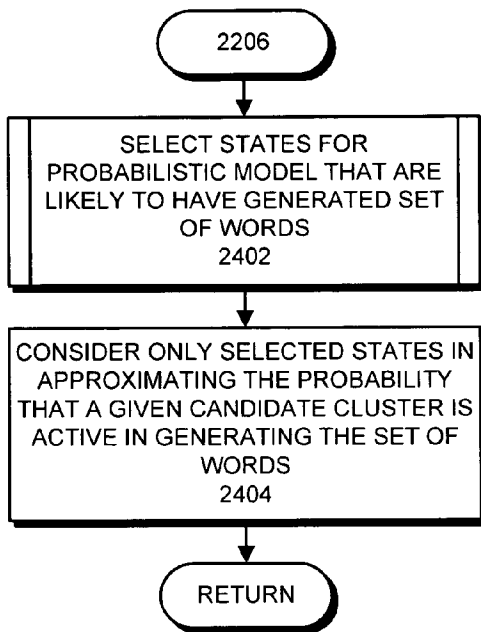 2206
SELECT STATES FOR
PROBABILISTIC MODEL THAT ARE
LIKELY TO HAVE GENERATED SET
OF WORDS
2402
CONSIDER ONLY SELECTED STATES IN
APPROXIMATING THE PROBABILITY
THAT A GIVEN CANDIDATE CLUSTER IS
ACTIVE IN GENERATING THE SET OF
WORDS
2404
RETURN